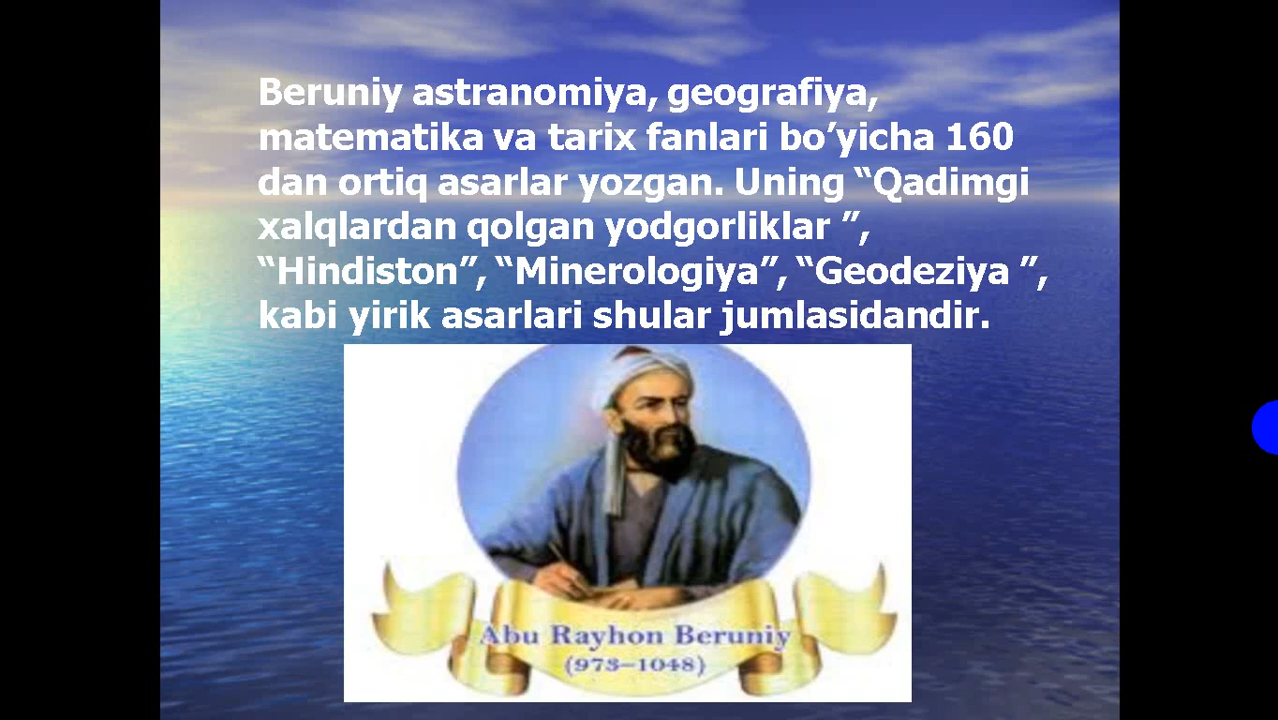 Beruniy astranomiya, geografiya,
matematika va tarix fanlari bo’yicha 160
dan ortiq asarlar yozgan. Uning “Qadimgi
xalqlardan qolgan yodgorliklar ”,
“Hindiston”, “Minerologiya”, “Geodeziya ”,
kabi yirik asarlari shular jumlasidandir.
Abu Rayhon Beruniy
(973–1048)